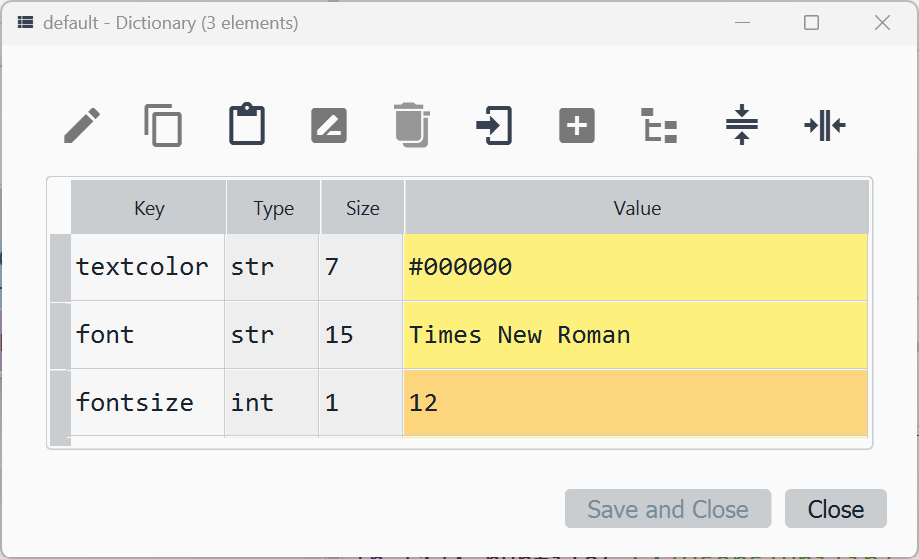 default - Dictionary (3 elements)
Key Type Size Value
textcolor str 7 #000000
font str 15 Times New Roman
fontsize int 1 12
Save and Close Close